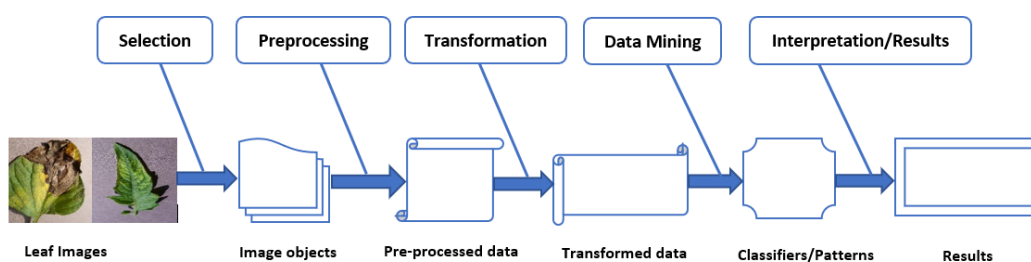 Selection
Preprocessing
Transformation
Data Mining
Interpretation/Results
Leaf Images
Image objects
Pre-processed data
Transformed data
Classifiers/Patterns
Results